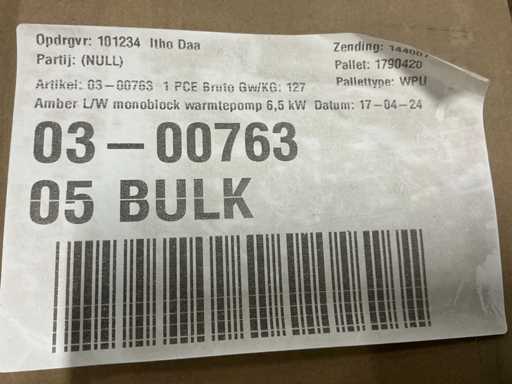 Opdrgvr: 101234 Itho Daa Zending: 144007
Partij: (NULL) Pallet: 1790420
Artikel: 03-00763 1 PCE Bruto Gw/KG: 127 Pallettype: WPU
Amber L/W monoblock warmtepomp 6,5 kW Datum: 17-04-24
03-00763
05 BULK